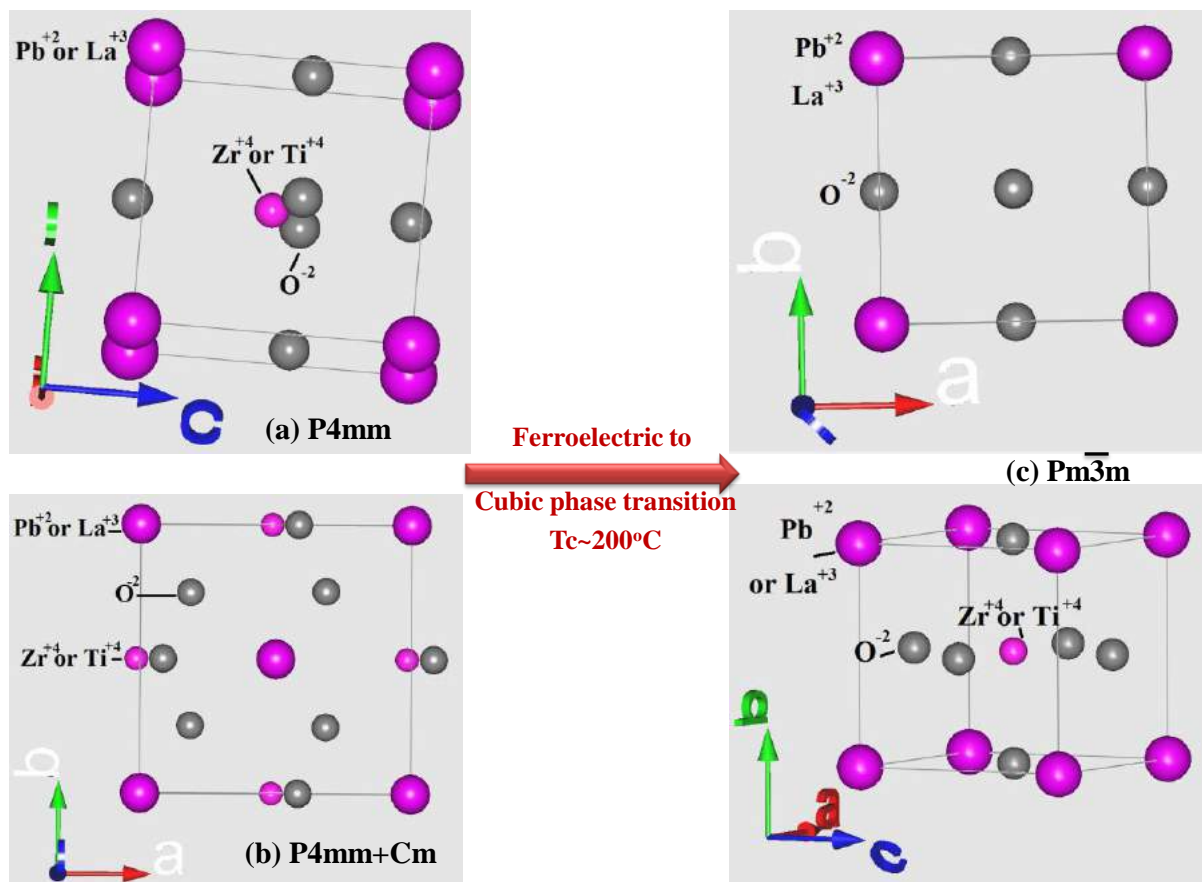 Pb+2 or La+3
Zr+4 or Ti+4
O-2
c
(a) P4mm
Pb+2
La+3
O-2
b
a
(c) Pm3̅m
Ferroelectric to
Cubic phase transition
Tc~200oC
Pb+2 or La+3
O-2
Zr+4 or Ti+4
b
a
(b) P4mm+Cm
Pb+2
or La+3
Zr+4 or Ti+4
O-2
b
a
c